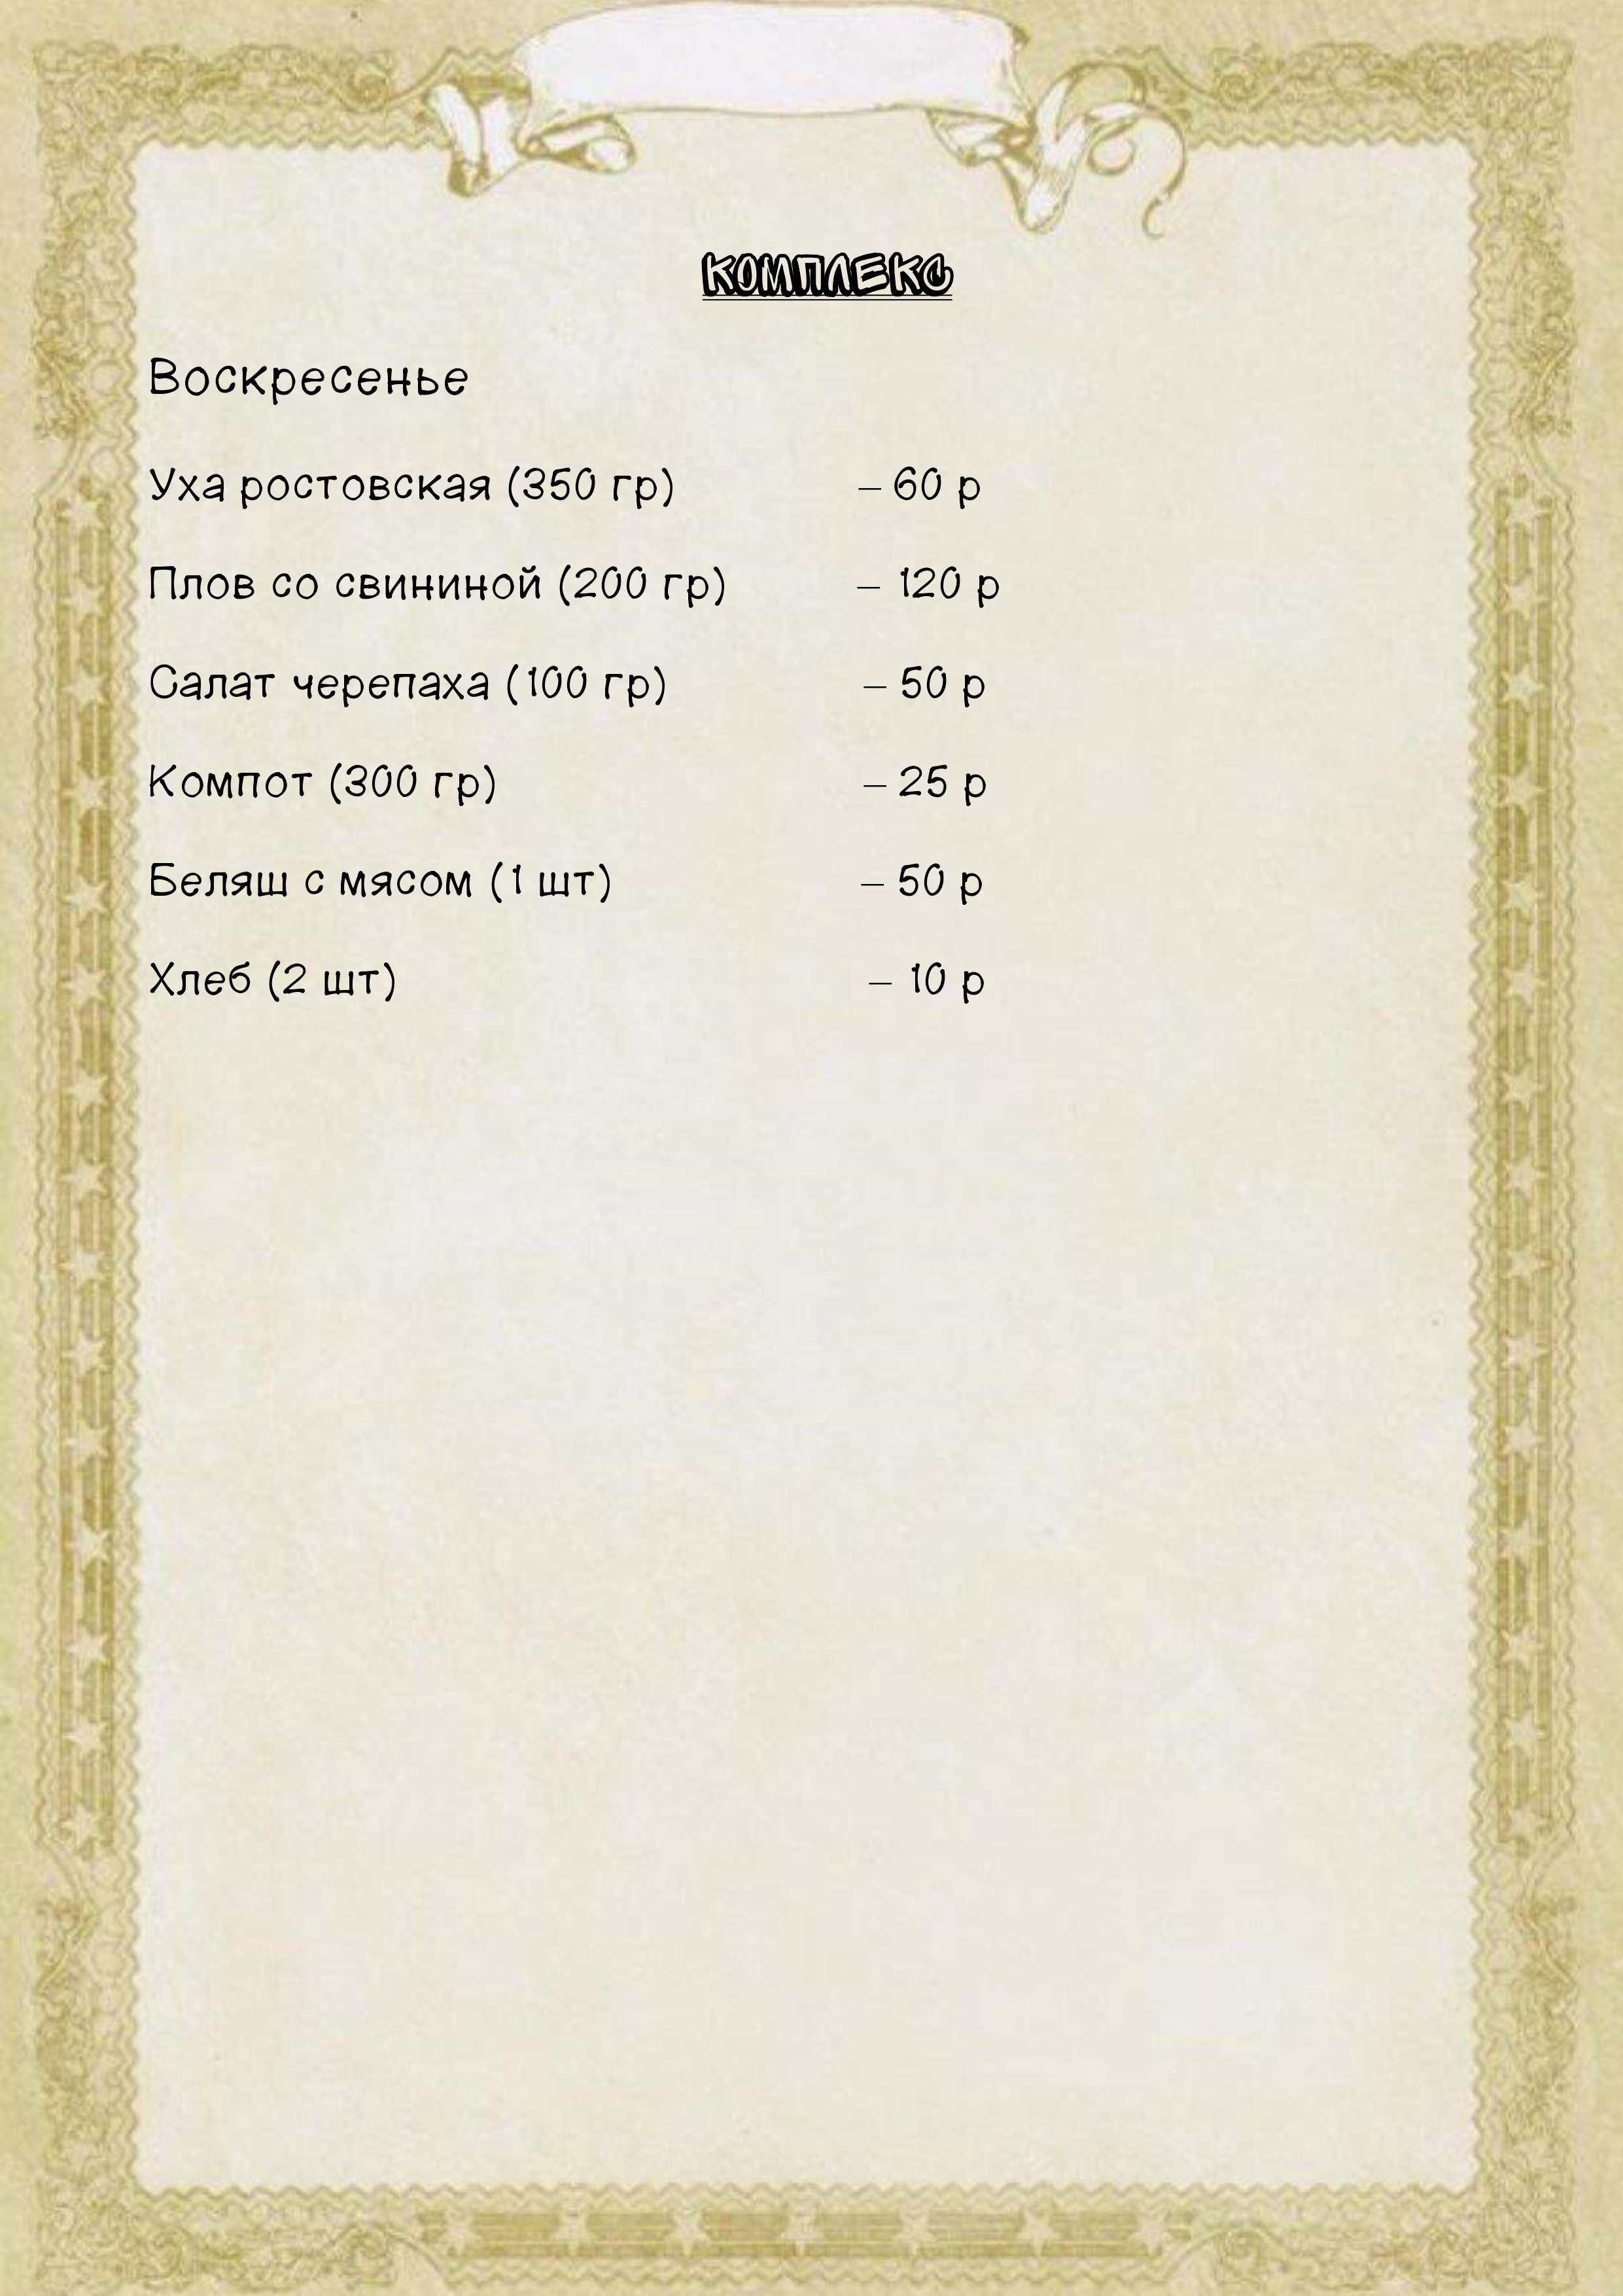 КОМПЛЕКС
Воскресенье
Уха ростовская (350 гр) – 60 р
Плов со свининой (200 гр) – 120 р
Салат черепаха (100 гр) – 50 р
Компот (300 гр) – 25 р
Беляш с мясом (1 шт) – 50 р
Хлеб (2 шт) – 10 р